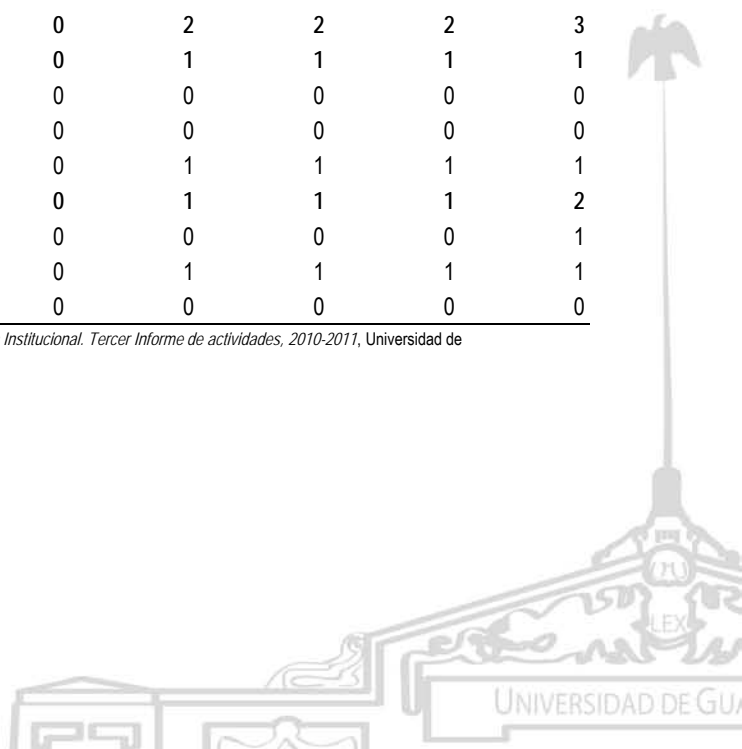 0 2 2 2 3
0 1 1 1 1
0 0 0 0 0
0 0 0 0 0
0 1 1 1 1
0 1 1 1 2
0 0 0 0 1
0 1 1 1 1
0 0 0 0 0
Institucional. Tercer Informe de actividades, 2010-2011, Universidad de
LEX
UNIVERSIDAD DE GUA